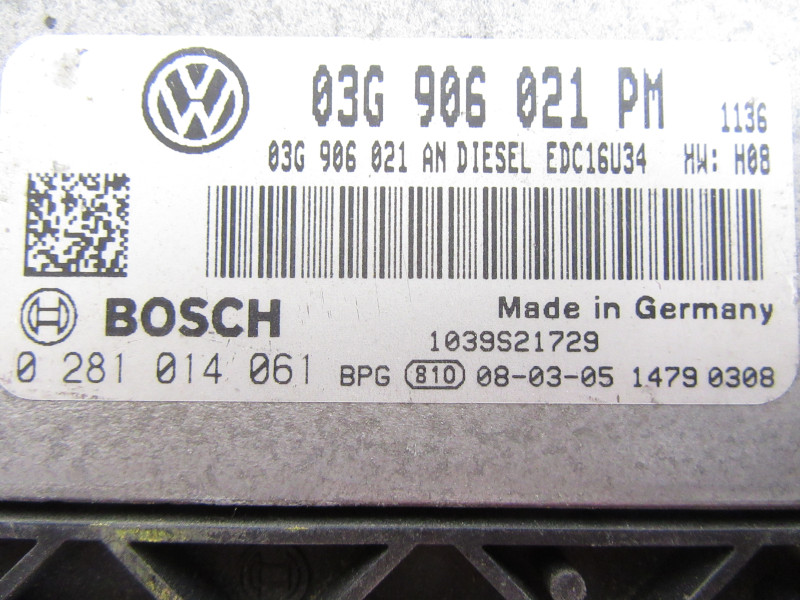 03G 906 021 PM 1136
03G 906 021 AN DIESEL EDC16U34 HW: H08
BOSCH Made in Germany
1039S21729
0 281 014 061 BPG 810 08-03-05 1479 0308